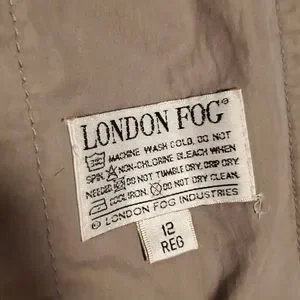 LONDON FOG®
MACHINE WASH COLD. DO NOT
SPIN. NON-CHLORINE BLEACH WHEN
NEEDED. DO NOT TUMBLE DRY, DRIP DRY.
COOL IRON. DO NOT DRY CLEAN.
© LONDON FOG INDUSTRIES
12
REG